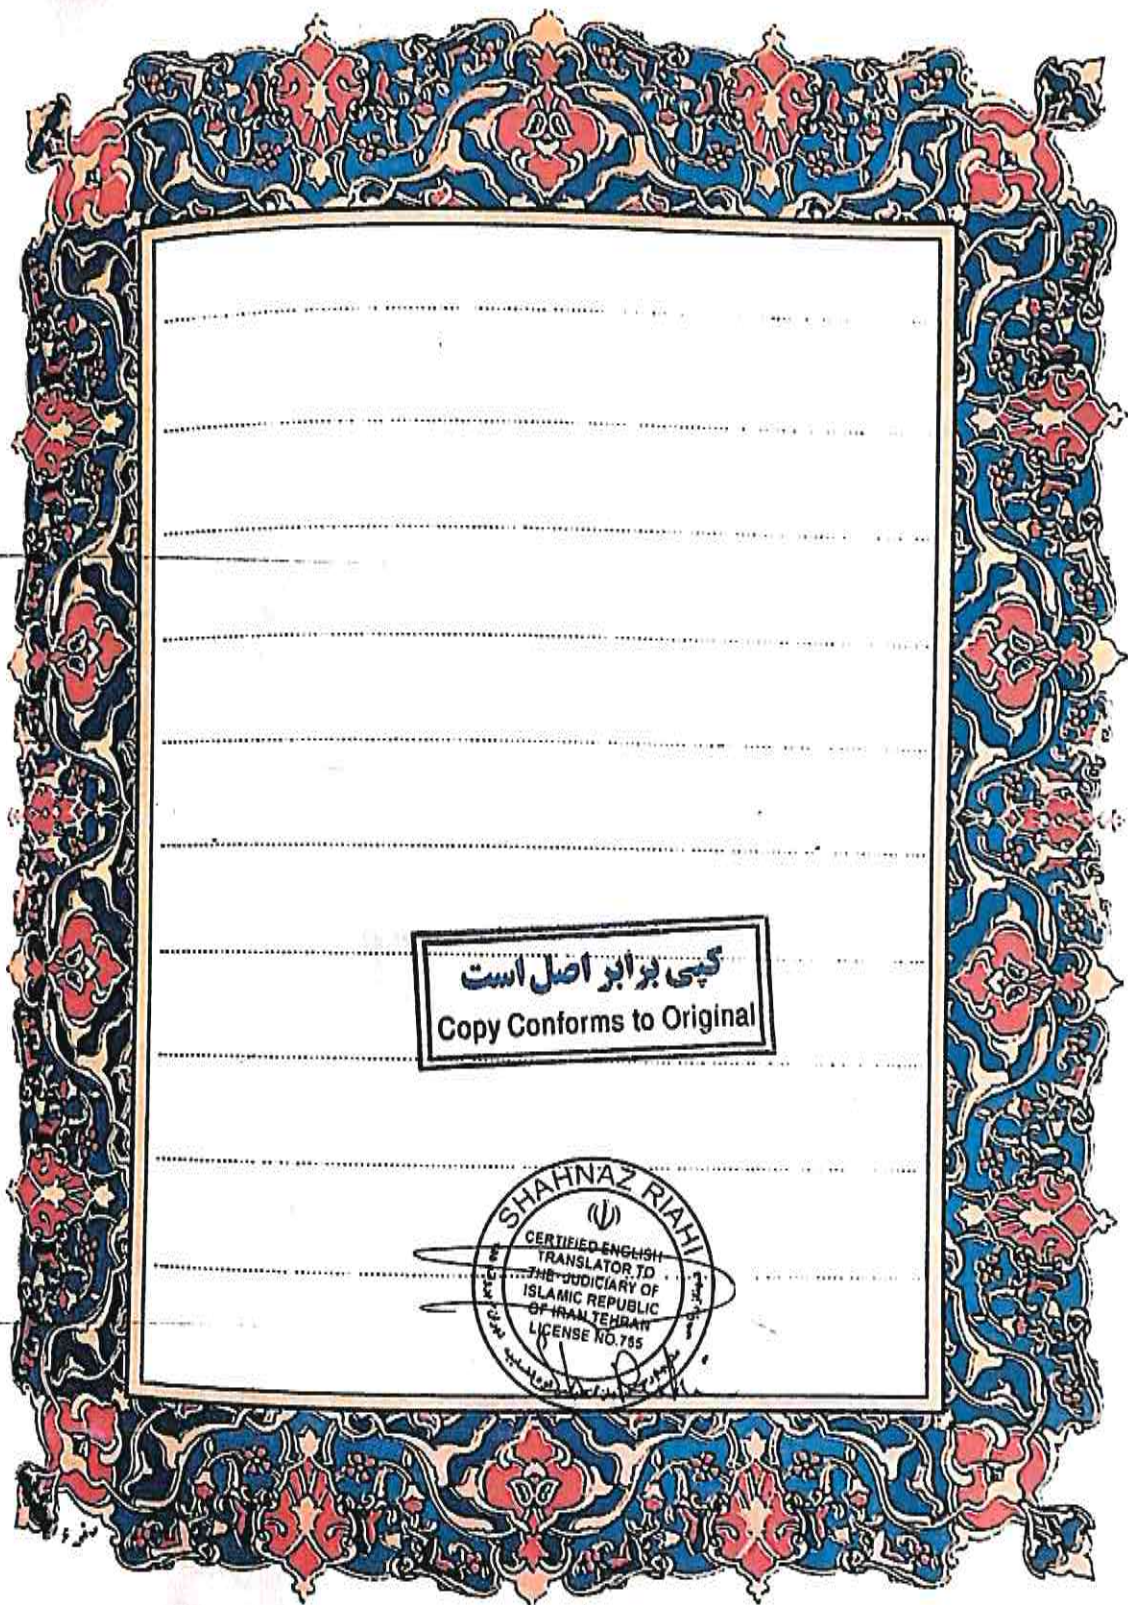 کپی برابر اصل است
Copy Conforms to Original
SHAHNAZ RIAHI
CERTIFIED ENGLISH
TRANSLATOR TO
THE JUDICIARY OF
ISLAMIC REPUBLIC
OF IRAN TEHRAN
LICENSE NO.765